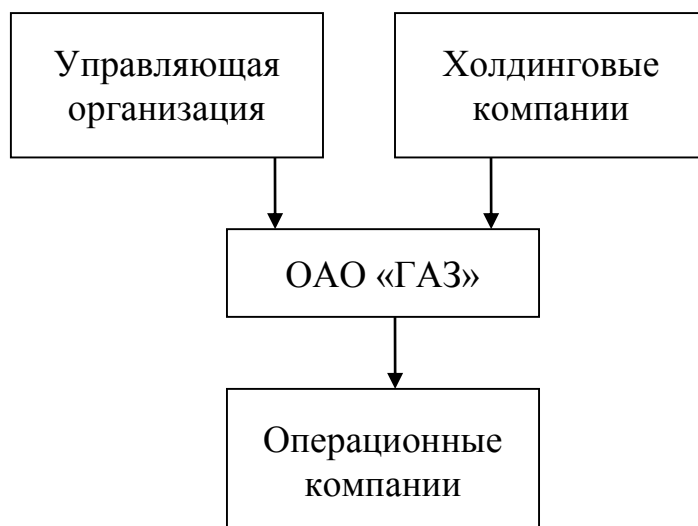 Управляющая
организация
Холдинговые
компании
ОАО «ГАЗ»
Операционные
компании